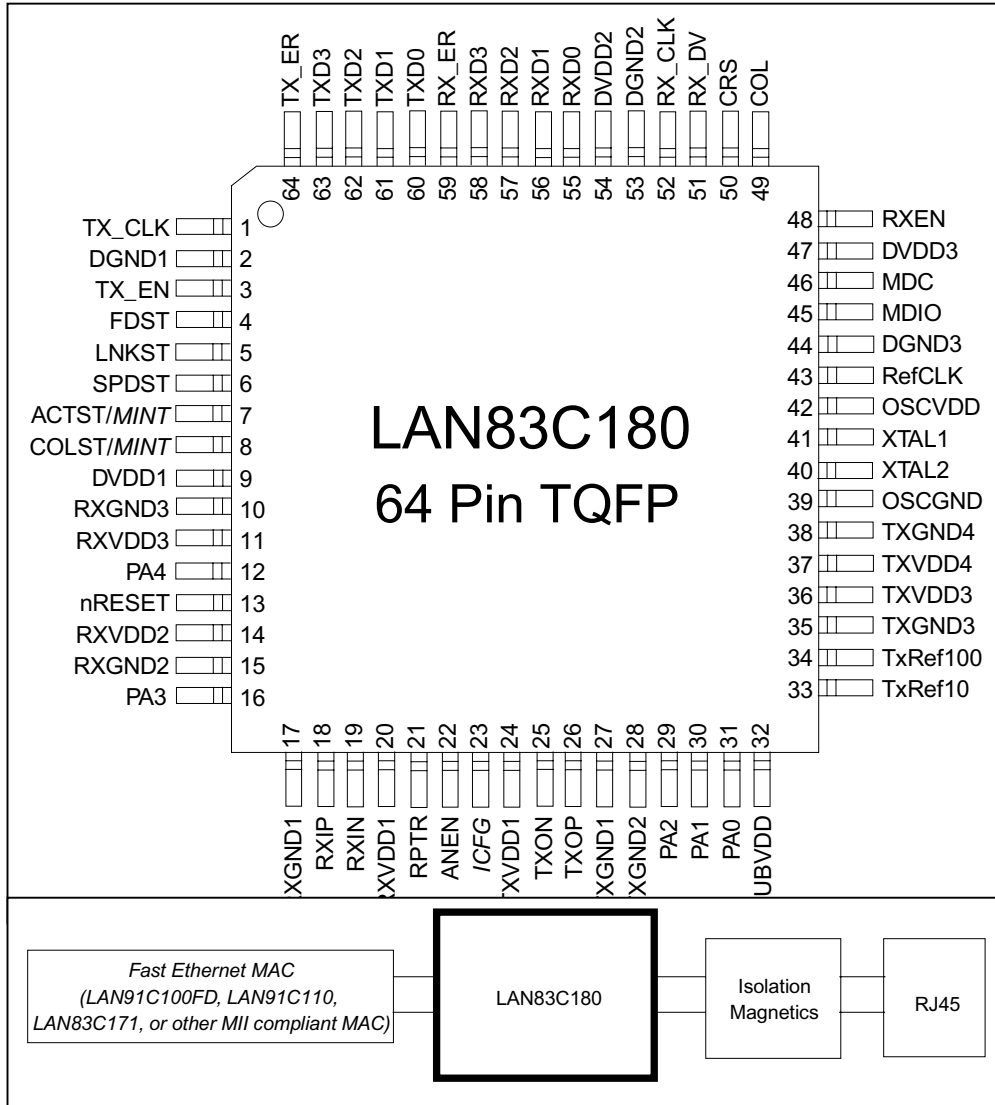 TX_ER
TXD3
TXD2
TXD1
TXD0
RX_ER
RXD3
RXD2
RXD1
RXD0
DVDD2
DGND2
RX_CLK
RX_DV
CRS
COL
64
63
62
61
60
59
58
57
56
55
54
53
52
51
50
49
TX_CLK 1
DGND1 2
TX_EN 3
FDST 4
LNKST 5
SPDST 6
ACTST/MINT 7
COLST/MINT 8
DVDD1 9
RXGND3 10
RXVDD3 11
PA4 12
nRESET 13
RXVDD2 14
RXGND2 15
PA3 16
LAN83C180
64 Pin TQFP
48 RXEN
47 DVDD3
46 MDC
45 MDIO
44 DGND3
43 RefCLK
42 OSCVDD
41 XTAL1
40 XTAL2
39 OSCGND
38 TXGND4
37 TXVDD4
36 TXVDD3
35 TXGND3
34 TxRef100
33 TxRef10
17
18
19
20
21
22
23
24
25
26
27
28
29
30
31
32
RXGND1
RXIP
RXIN
RXVDD1
RPTR
ANEN
ICFG
TXVDD1
TXON
TXOP
TXGND1
TXGND2
PA2
PA1
PA0
UBVDD
Fast Ethernet MAC
(LAN91C100FD, LAN91C110,
LAN83C171, or other MII compliant MAC)
LAN83C180
Isolation
Magnetics
RJ45